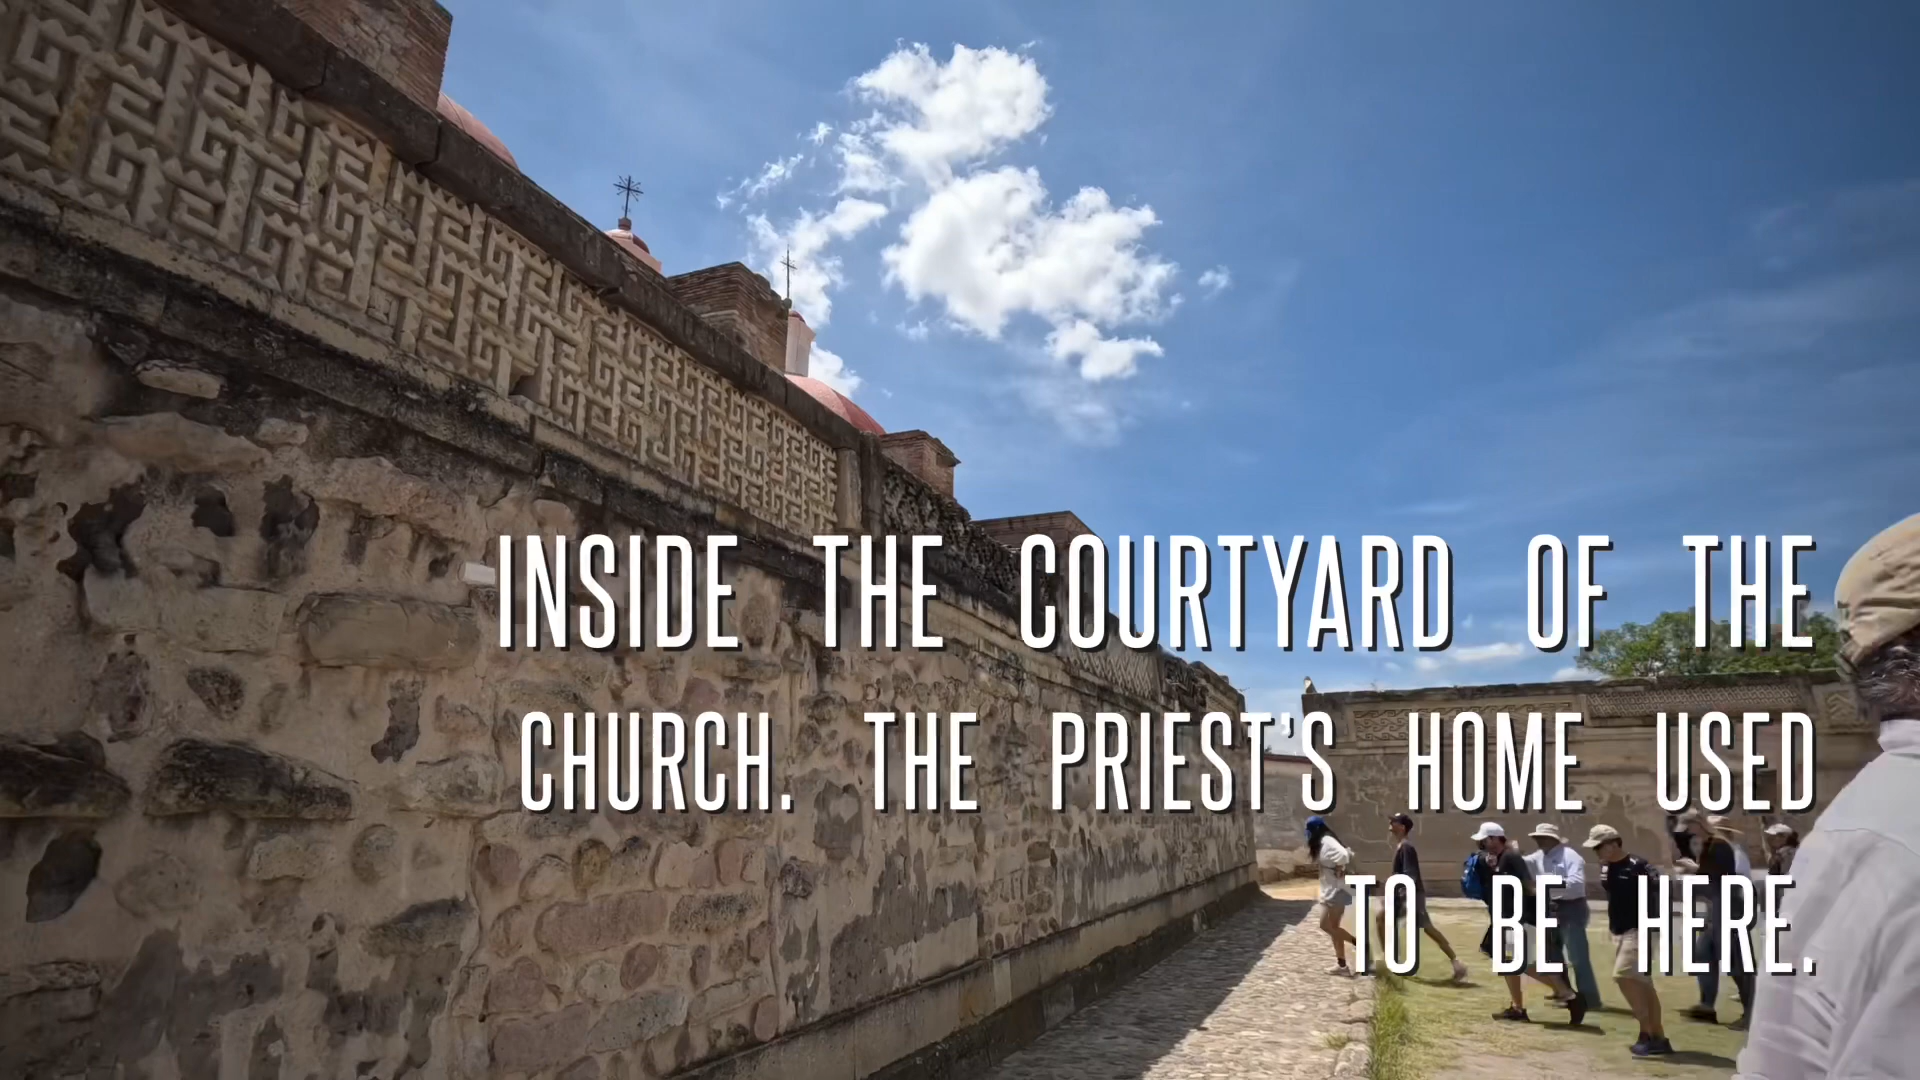 INSIDE THE COURTYARD OF THE
CHURCH. THE PRIEST'S HOME USED
TO BE HERE.